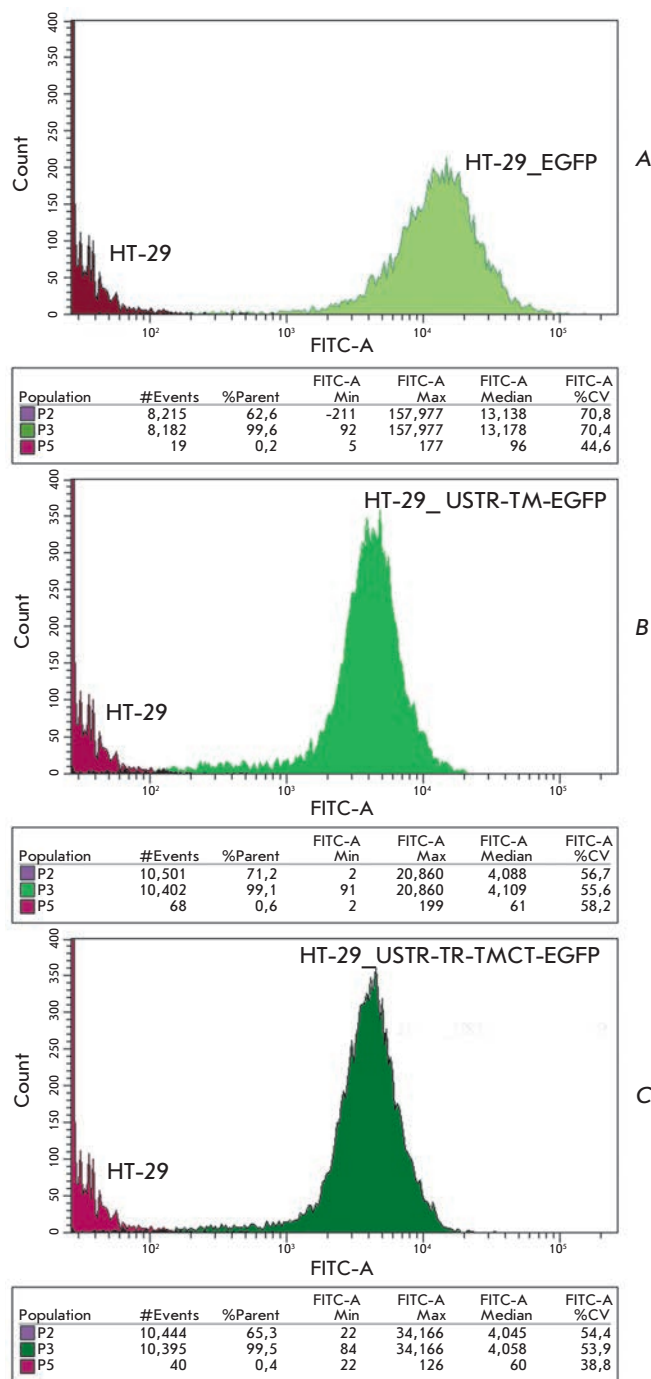 400
350
300
250
200
150
100
50
0
Count
HT-29_EGFP
HT-29
A
10² 10³ 10⁴ 10⁵
FITC-A
FITC-A FITC-A FITC-A FITC-A
Population #Events %Parent Min Max Median %CV
P2 8,215 62,6 -211 157,977 13,138 70,8
P3 8,182 99,6 92 157,977 13,178 70,4
P5 19 0,2 5 177 96 44,6
400
350
300
250
200
150
100
50
0
Count
HT-29_ USTR-TM-EGFP
HT-29
B
10² 10³ 10⁴ 10⁵
FITC-A
FITC-A FITC-A FITC-A FITC-A
Population #Events %Parent Min Max Median %CV
P2 10,501 71,2 2 20,860 4,088 56,7
P3 10,402 99,1 91 20,860 4,109 55,6
P5 68 0,6 2 199 61 58,2
400
350
300
250
200
150
100
50
0
Count
HT-29_USTR-TR-TMCT-EGFP
HT-29
C
10² 10³ 10⁴ 10⁵
FITC-A
FITC-A FITC-A FITC-A FITC-A
Population #Events %Parent Min Max Median %CV
P2 10,444 65,3 22 34,166 4,045 54,4
P3 10,395 99,5 84 34,166 4,058 53,9
P5 40 0,4 22 126 60 38,8